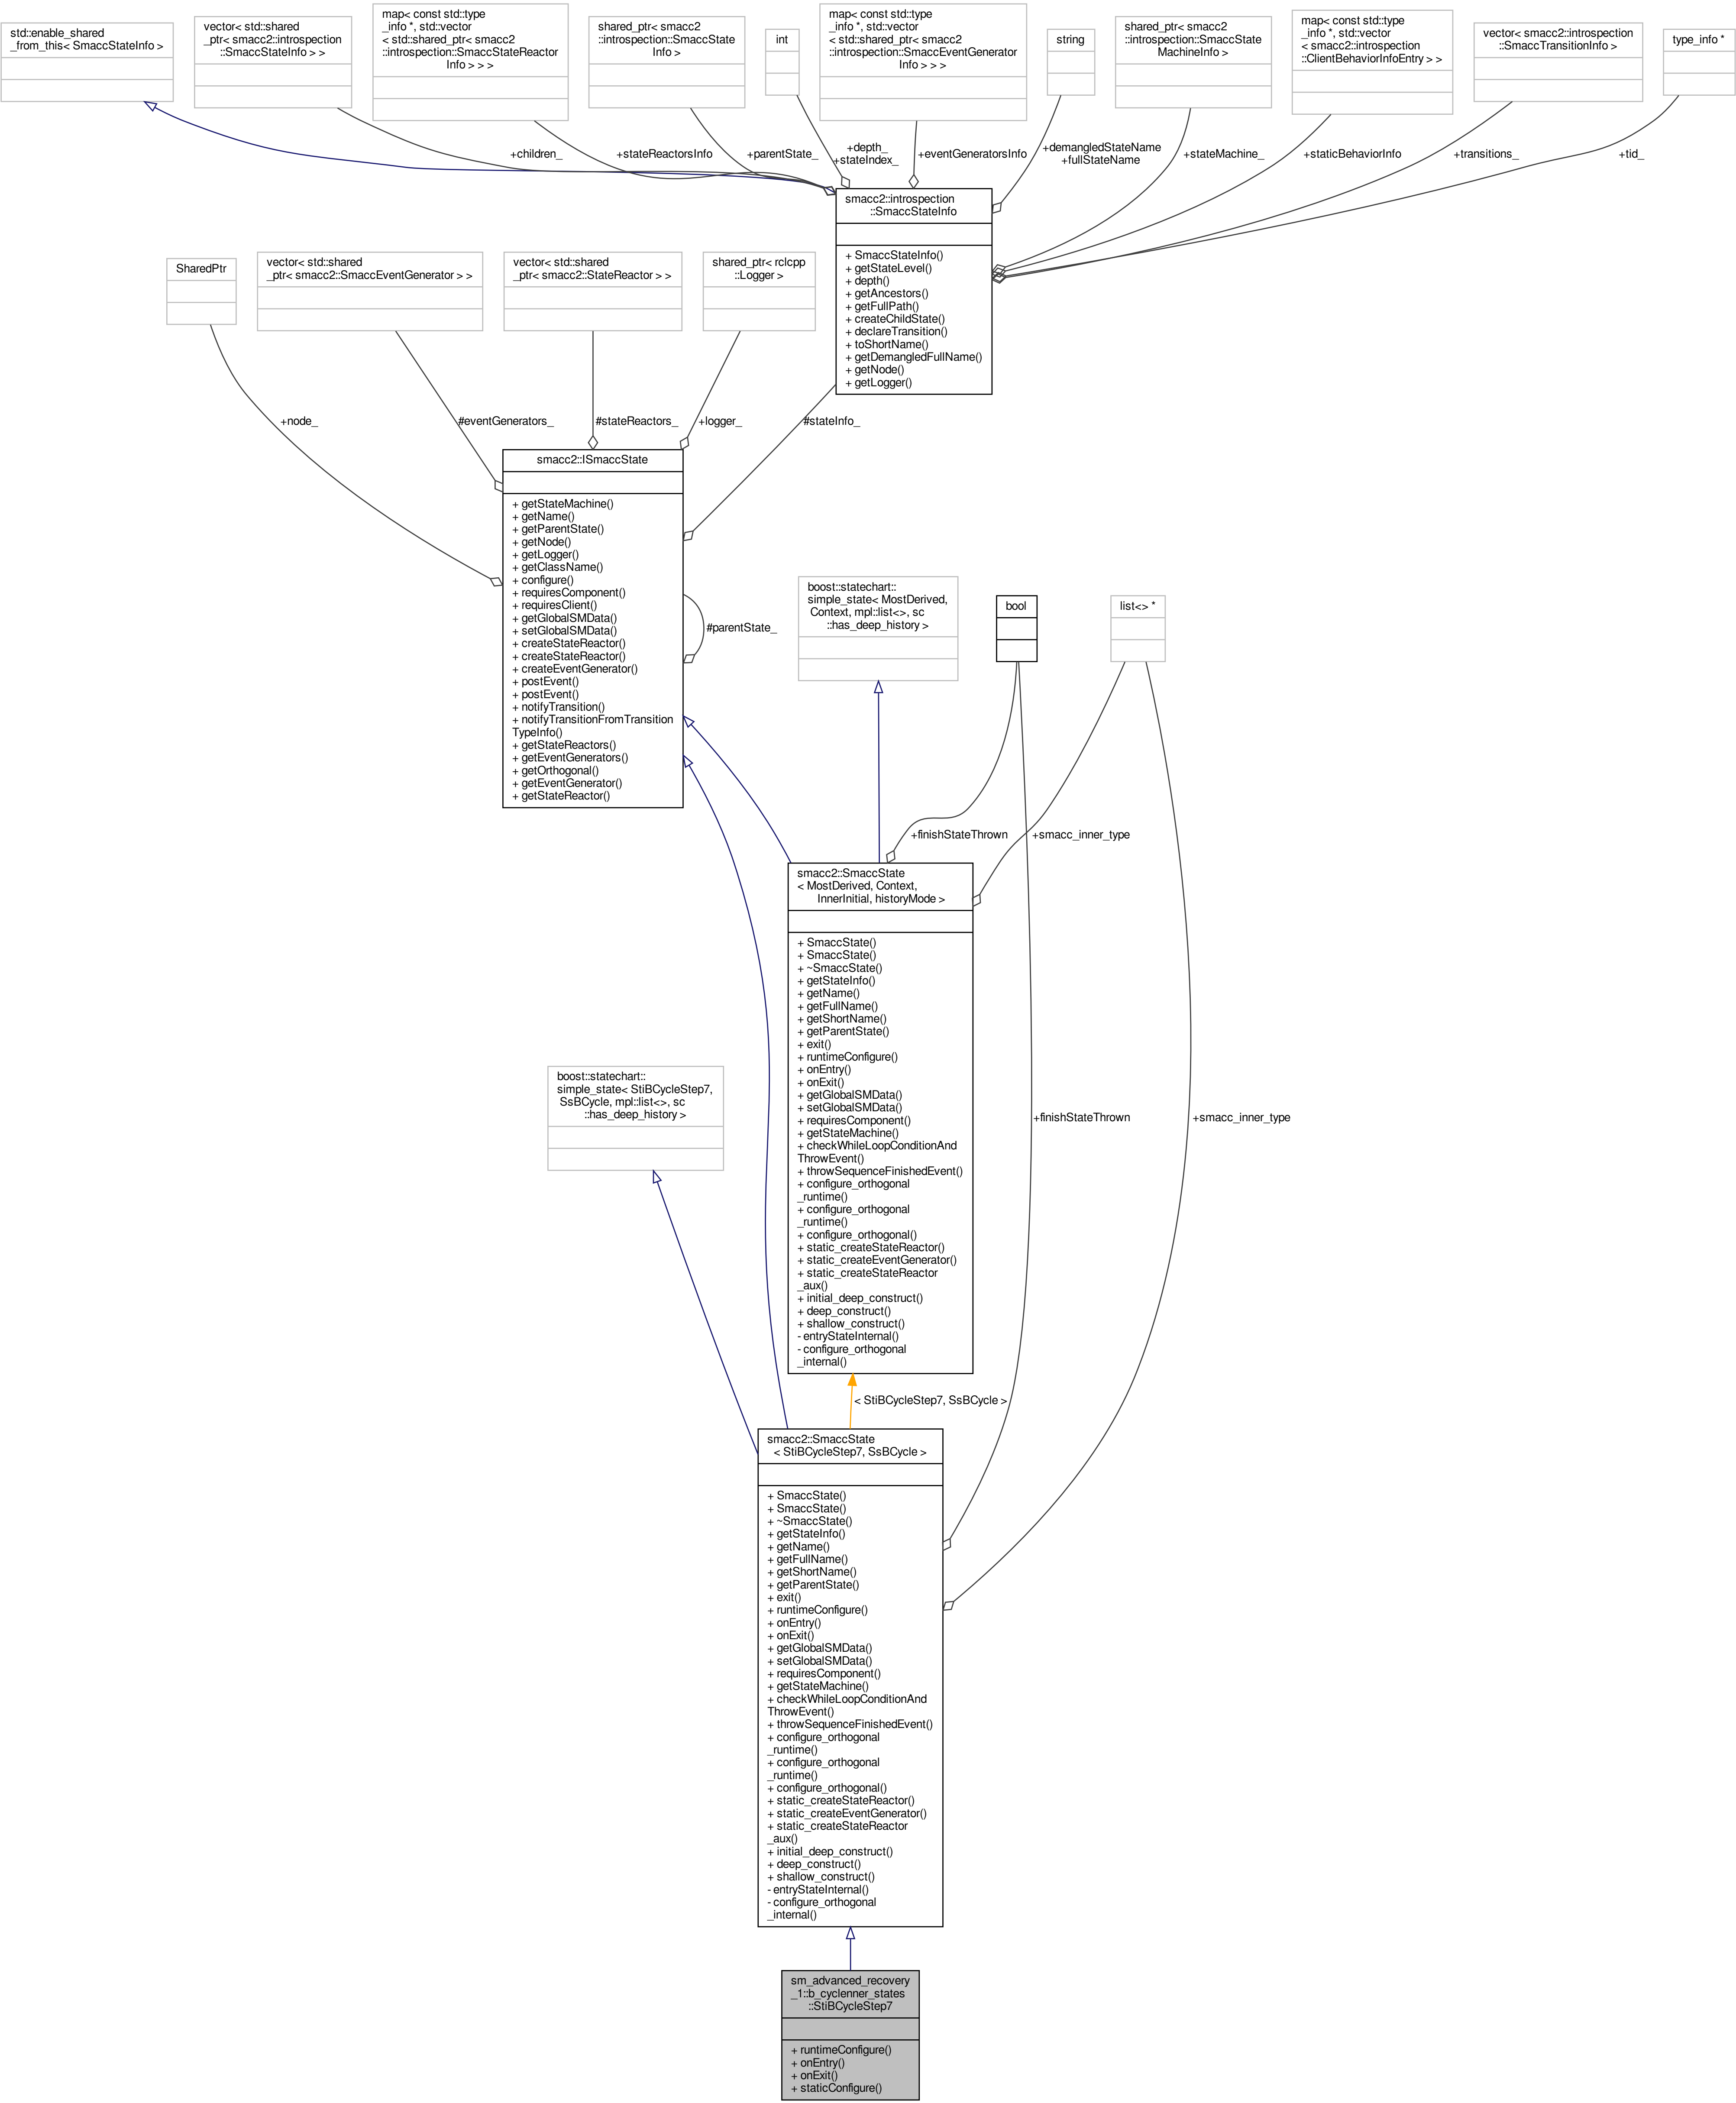 std::enable_shared
_from_this< SmaccStateInfo >
vector< std::shared
_ptr< smacc2::introspection
::SmaccStateInfo > >
map< const std::type
_info *, std::vector
< std::shared_ptr< smacc2
::introspection::SmaccStateReactor
Info > > >
shared_ptr< smacc2
::introspection::SmaccState
Info >
int
map< const std::type
_info *, std::vector
< std::shared_ptr< smacc2
::introspection::SmaccEventGenerator
Info > > >
string
shared_ptr< smacc2
::introspection::SmaccState
MachineInfo >
map< const std::type
_info *, std::vector
< smacc2::introspection
::ClientBehaviorInfoEntry > >
vector< smacc2::introspection
::SmaccTransitionInfo >
type_info *
+children_
+stateReactorsInfo
+parentState_
+depth_
+stateIndex_
+eventGeneratorsInfo
+demangledStateName
+fullStateName
+stateMachine_
+staticBehaviorInfo
+transitions_
+tid_
smacc2::introspection
::SmaccStateInfo
+ SmaccStateInfo()
+ getStateLevel()
+ depth()
+ getAncestors()
+ getFullPath()
+ createChildState()
+ declareTransition()
+ toShortName()
+ getDemangledFullName()
+ getNode()
+ getLogger()
SharedPtr
vector< std::shared
_ptr< smacc2::SmaccEventGenerator > >
vector< std::shared
_ptr< smacc2::StateReactor > >
shared_ptr< rclcpp
::Logger >
+node_
#eventGenerators_
#stateReactors_
+logger_
#stateInfo_
smacc2::ISmaccState
+ getStateMachine()
+ getName()
+ getParentState()
+ getNode()
+ getLogger()
+ getClassName()
+ configure()
+ requiresComponent()
+ requiresClient()
+ getGlobalSMData()
+ setGlobalSMData()
+ createStateReactor()
+ createStateReactor()
+ createEventGenerator()
+ postEvent()
+ postEvent()
+ notifyTransition()
+ notifyTransitionFromTransition
TypeInfo()
+ getStateReactors()
+ getEventGenerators()
+ getOrthogonal()
+ getEventGenerator()
+ getStateReactor()
#parentState_
boost::statechart::
simple_state< MostDerived,
Context, mpl::list<>, sc
::has_deep_history >
bool
list<> *
+finishStateThrown
+smacc_inner_type
smacc2::SmaccState
< MostDerived, Context,
InnerInitial, historyMode >
+ SmaccState()
+ SmaccState()
+ ~SmaccState()
+ getStateInfo()
+ getName()
+ getFullName()
+ getShortName()
+ getParentState()
+ exit()
+ runtimeConfigure()
+ onEntry()
+ onExit()
+ getGlobalSMData()
+ setGlobalSMData()
+ requiresComponent()
+ getStateMachine()
+ checkWhileLoopConditionAnd
ThrowEvent()
+ throwSequenceFinishedEvent()
+ configure_orthogonal
_runtime()
+ configure_orthogonal
_runtime()
+ configure_orthogonal()
+ static_createStateReactor()
+ static_createEventGenerator()
+ static_createStateReactor
_aux()
+ initial_deep_construct()
+ deep_construct()
+ shallow_construct()
- entryStateInternal()
- configure_orthogonal
_internal()
boost::statechart::
simple_state< StiBCycleStep7,
SsBCycle, mpl::list<>, sc
::has_deep_history >
+finishStateThrown
+smacc_inner_type
< StiBCycleStep7, SsBCycle >
smacc2::SmaccState
< StiBCycleStep7, SsBCycle >
+ SmaccState()
+ SmaccState()
+ ~SmaccState()
+ getStateInfo()
+ getName()
+ getFullName()
+ getShortName()
+ getParentState()
+ exit()
+ runtimeConfigure()
+ onEntry()
+ onExit()
+ getGlobalSMData()
+ setGlobalSMData()
+ requiresComponent()
+ getStateMachine()
+ checkWhileLoopConditionAnd
ThrowEvent()
+ throwSequenceFinishedEvent()
+ configure_orthogonal
_runtime()
+ configure_orthogonal
_runtime()
+ configure_orthogonal()
+ static_createStateReactor()
+ static_createEventGenerator()
+ static_createStateReactor
_aux()
+ initial_deep_construct()
+ deep_construct()
+ shallow_construct()
- entryStateInternal()
- configure_orthogonal
_internal()
sm_advanced_recovery
_1::b_cyclenner_states
::StiBCycleStep7
+ runtimeConfigure()
+ onEntry()
+ onExit()
+ staticConfigure()